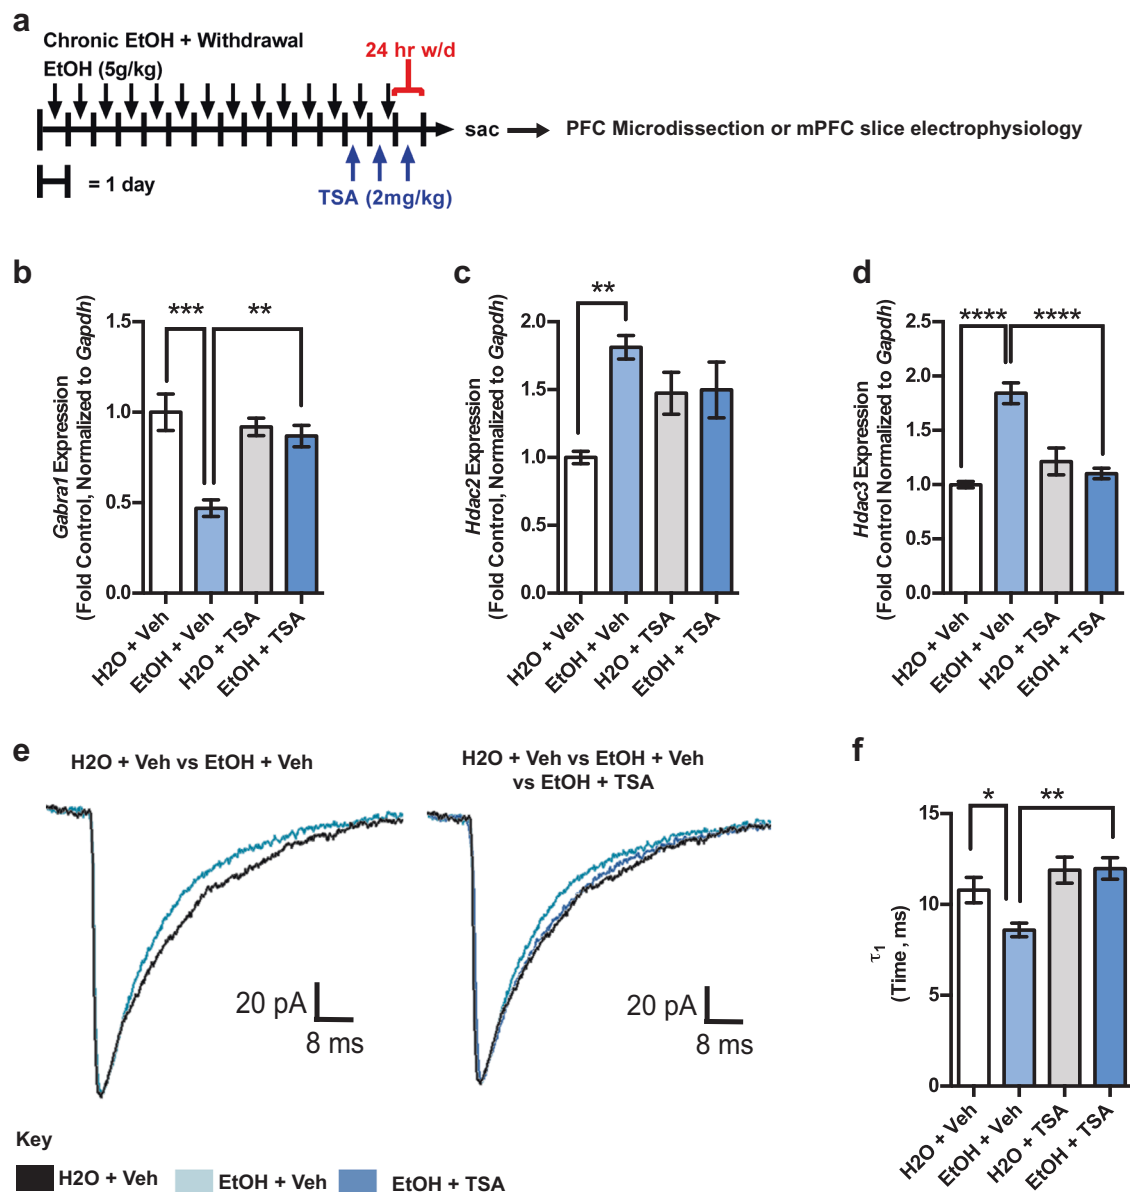 a
Chronic EtOH + Withdrawal
EtOH (5g/kg)
24 hr w/d
sac
PFC Microdissection or mPFC slice electrophysiology
= 1 day
TSA (2mg/kg)
b
Gabra1 Expression
(Fold Control, Normalized to Gapdh)
1.5
1.0
0.5
0.0
***
**
H2O + Veh
EtOH + Veh
H2O + TSA
EtOH + TSA
c
Hdac2 Expression
(Fold Control, Normalized to Gapdh)
2.0
1.5
1.0
0.5
0.0
**
H2O + Veh
EtOH + Veh
H2O + TSA
EtOH + TSA
d
Hdac3 Expression
(Fold Control Normalized to Gapdh)
2.5
2.0
1.5
1.0
0.5
0.0
****
****
H2O + Veh
EtOH + Veh
H2O + TSA
EtOH + TSA
e
H2O + Veh vs EtOH + Veh
20 pA
8 ms
H2O + Veh vs EtOH + Veh
vs EtOH + TSA
20 pA
8 ms
f
τ1
(Time , ms)
15
10
5
0
*
**
H2O + Veh
EtOH + Veh
H2O + TSA
EtOH + TSA
Key
H2O + Veh
EtOH + Veh
EtOH + TSA